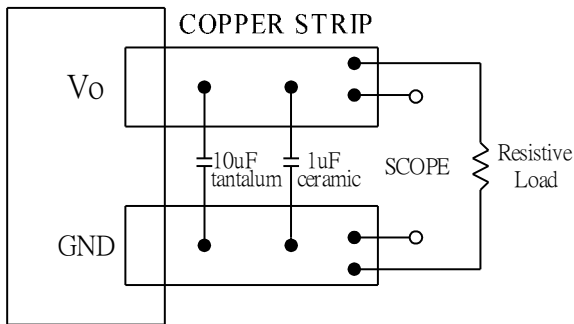 COPPER STRIP
Vo
10uF
tantalum
1uF
ceramic
SCOPE
Resistive
Load
GND